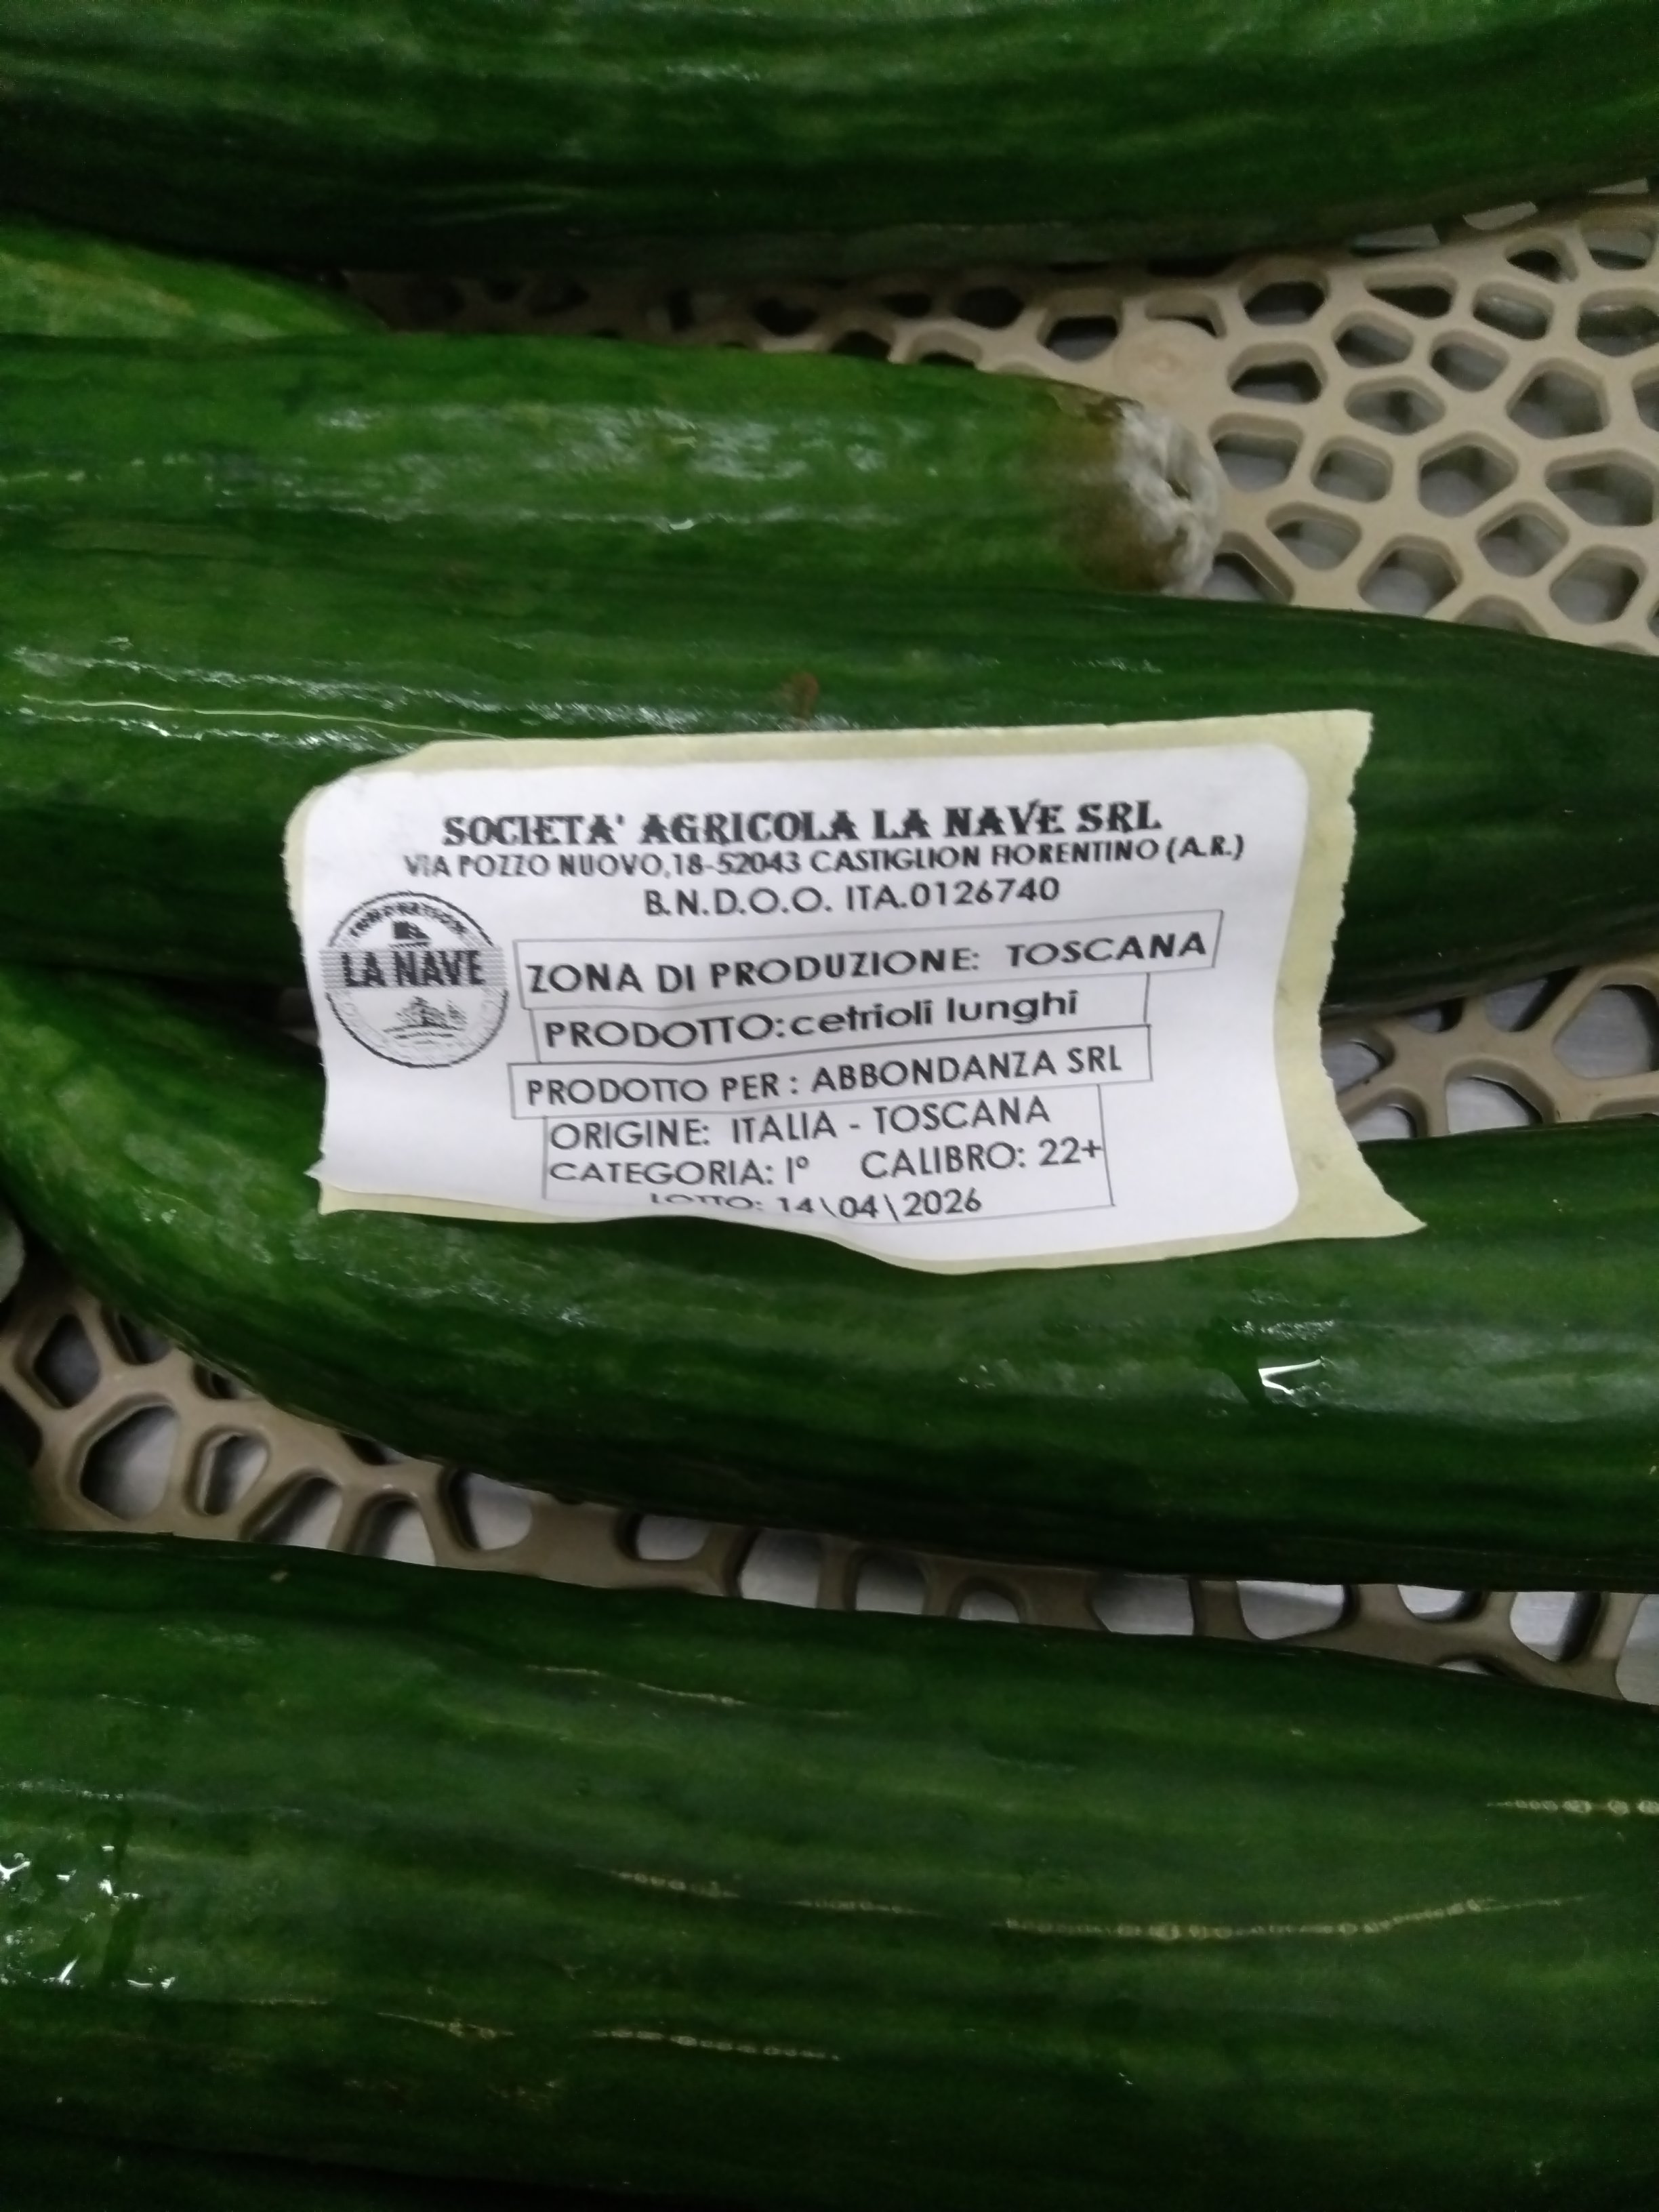 SOCIETA' AGRICOLA LA NAVE SRL
VIA POZZO NUOVO,18-52043 CASTIGLION FIORENTINO (A.R.)
B.N.D.O.O. ITA.0126740
LA NAVE
ZONA DI PRODUZIONE: TOSCANA
PRODOTTO:cetrioli lunghi
PRODOTTO PER : ABBONDANZA SRL
ORIGINE: ITALIA - TOSCANA
CATEGORIA: I° CALIBRO: 22+
LOTTO: 14\04\2026